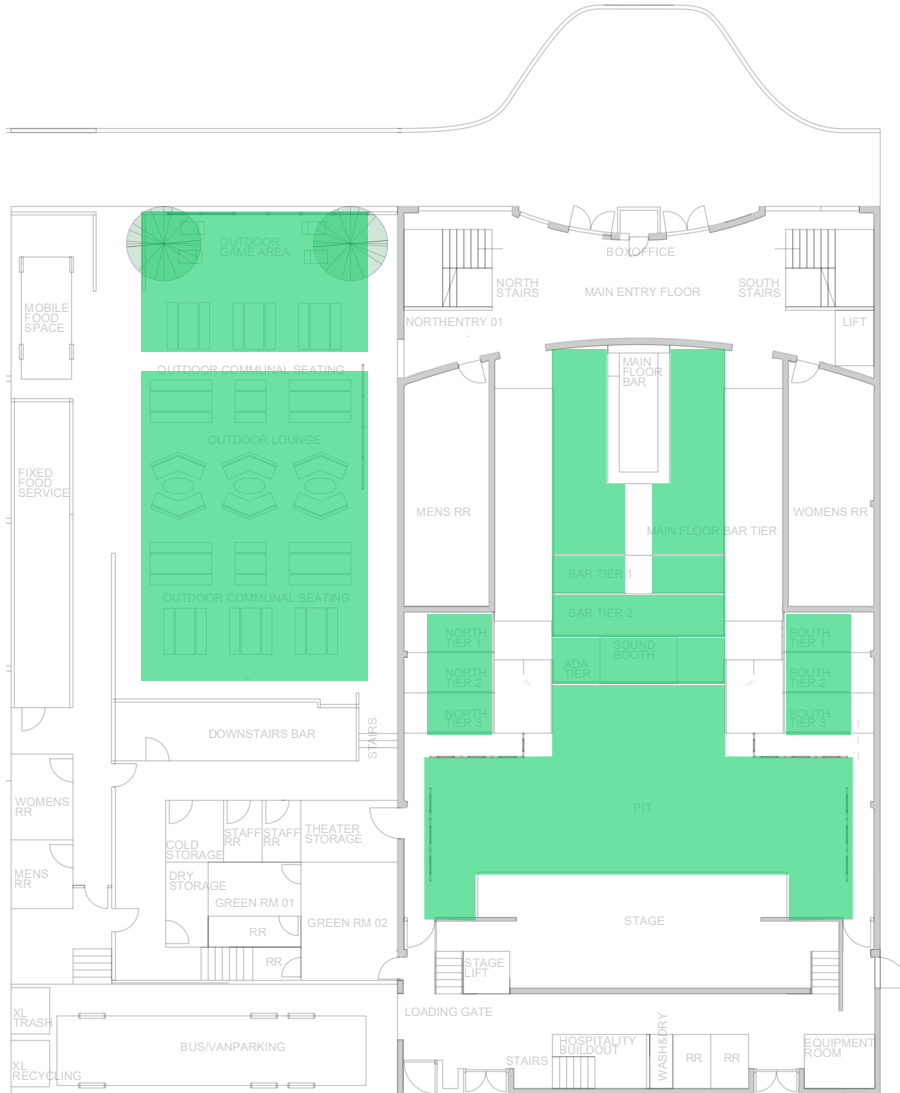 OUTDOOR
GAME AREA
BOXOFFICE
NORTH
STAIRS
MAIN ENTRY FLOOR
SOUTH
STAIRS
MOBILE
FOOD
SPACE
NORTHENTRY 01
LIFT
OUTDOOR COMMUNAL SEATING
MAIN
FLOOR
BAR
OUTDOOR LOUNGE
FIXED
FOOD
SERVICE
MENS RR
WOMENS RR
MAIN FLOOR BAR TIER
BAR TIER 1
OUTDOOR COMMUNAL SEATING
BAR TIER 2
NORTH
TIER 1
SOUND
BOOTH
SOUTH
TIER 1
ADA
TIER
NORTH
TIER 2
SOUTH
TIER 2
NORTH
TIER 3
SOUTH
TIER 3
DOWNSTAIRS BAR
STAIRS
WOMENS
RR
PIT
COLD
STORAGE
STAFF
RR
STAFF
RR
THEATER
STORAGE
MENS
RR
DRY
STORAGE
GREEN RM 01
GREEN RM 02
RR
STAGE
RR
STAGE
LIFT
XL
TRASH
LOADING GATE
BUS/VANPARKING
XL
RECYCLING
STAIRS
HOSPITALITY
BUILDOUT
WASH&DRY
RR
RR
EQUIPMENT
ROOM